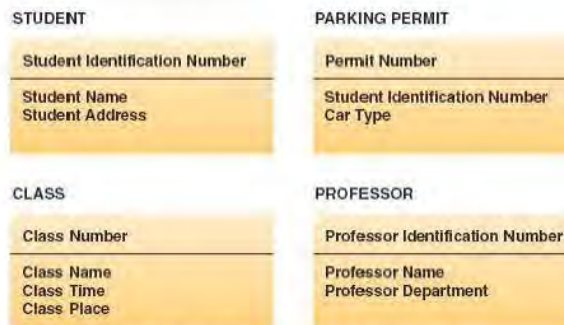 STUDENT
Student Identification Number
Student Name
Student Address
PARKING PERMIT
Permit Number
Student Identification Number
Car Type
CLASS
Class Number
Class Name
Class Time
Class Place
PROFESSOR
Professor Identification Number
Professor Name
Professor Department